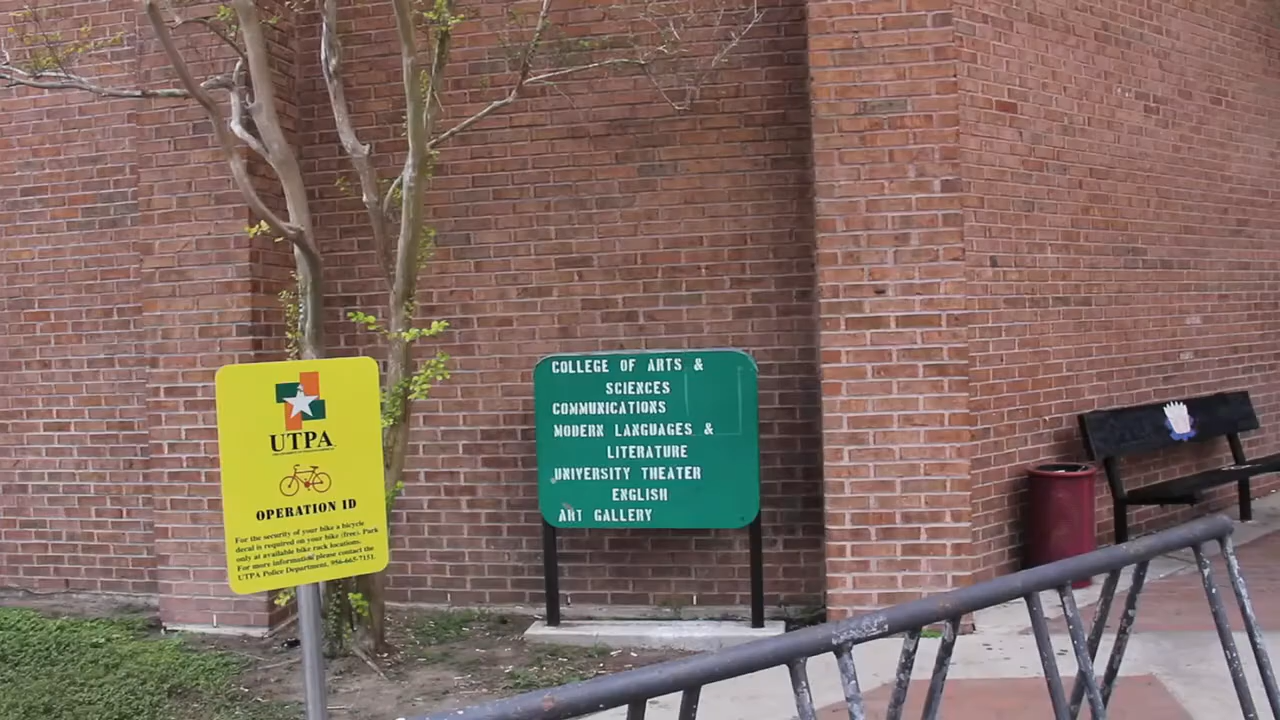 UTPA
OPERATION ID
For the security of your bike a bicycle
decal is required on your bike (free). Park
only at available bike rack locations.
For more information please contact the
UTPA Police Department, 956-665-7151.
COLLEGE OF ARTS &
SCIENCES
COMMUNICATIONS
MODERN LANGUAGES &
LITERATURE
UNIVERSITY THEATER
ENGLISH
ART GALLERY